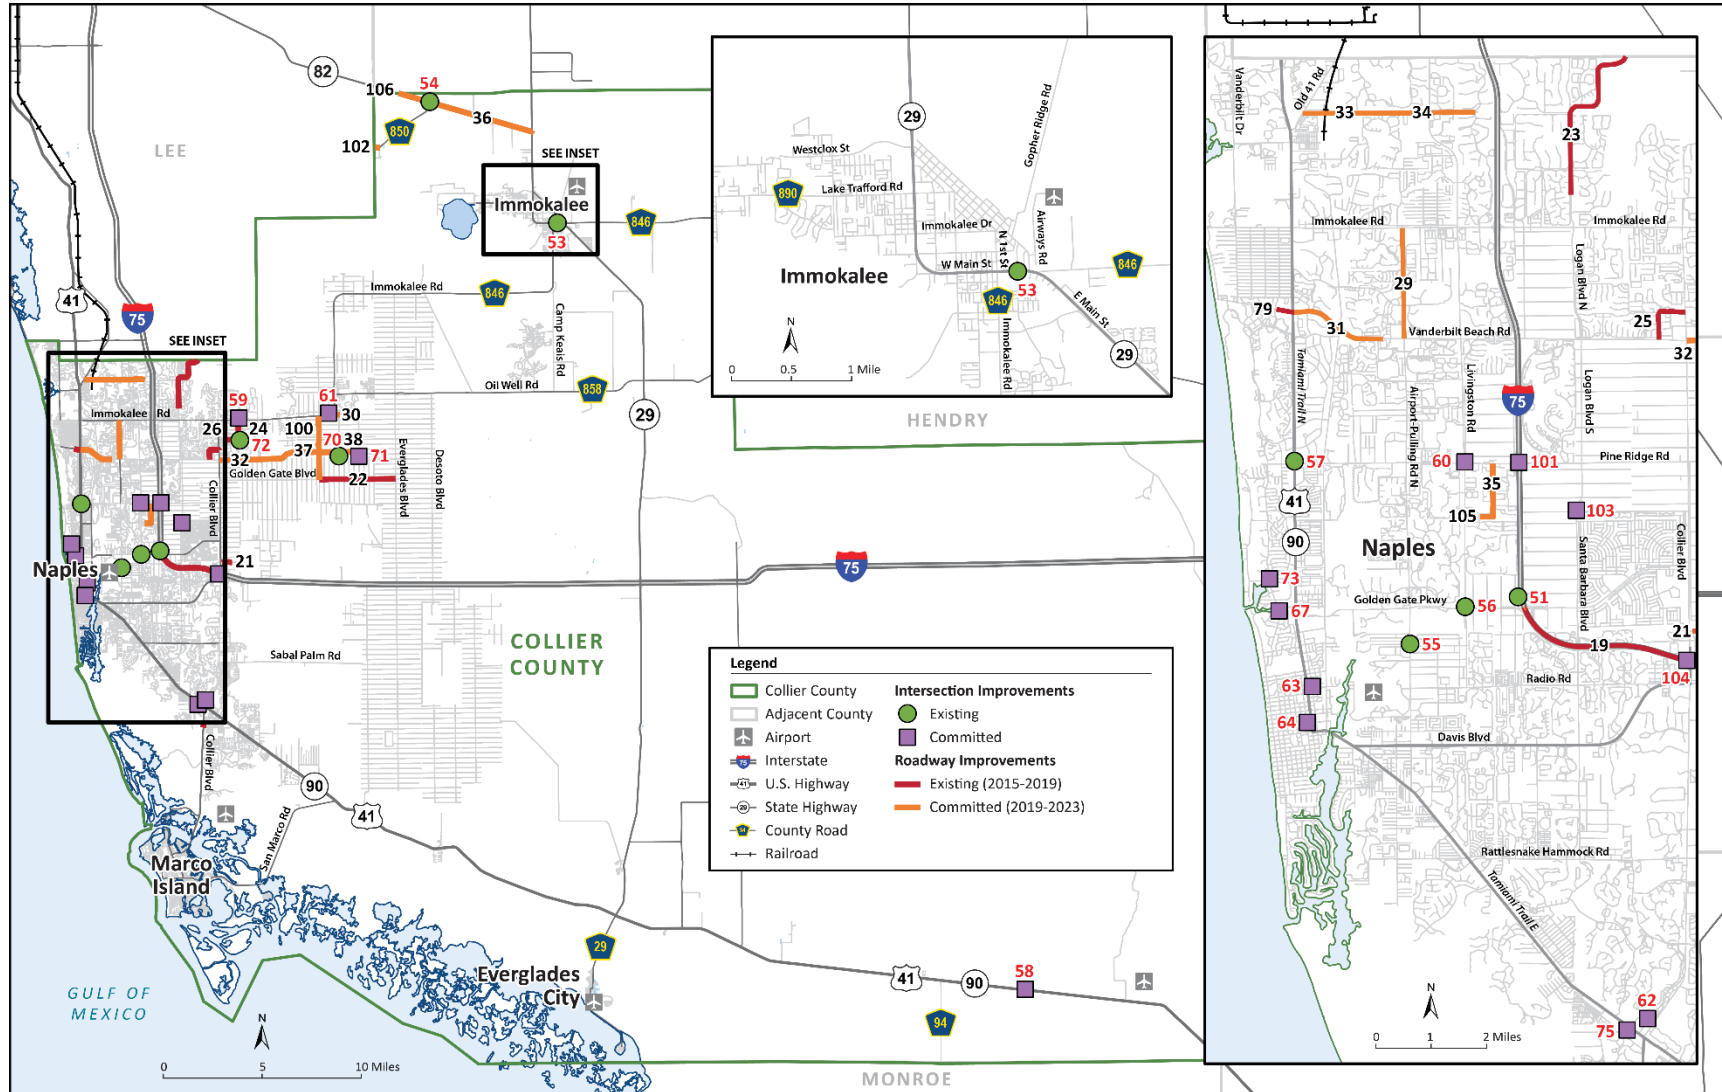 82
106
54
36
850
102
LEE
SEE INSET
Immokalee
846
53
Immokalee Rd
846
Camp Keais Rd
41
75
SEE INSET
Oil Well Rd
858
29
59
61
30
Immokalee Rd
26
24
72
100
70
38
37
71
32
Golden Gate Blvd
22
Everglades Blvd
Desoto Blvd
Collier Blvd
21
Naples
75
COLLIER
COUNTY
Sabal Palm Rd
Collier Blvd
90
41
San Marco Rd
Marco
Island
29
Everglades
City
41
90
58
94
GULF OF
MEXICO
N
0
5
10 Miles
MONROE
HENDRY
29
Gopher Ridge Rd
Westclox St
890
Lake Trafford Rd
Immokalee Dr
N 1st St
Airways Rd
W Main St
846
Immokalee
53
846
E Main St
Immokalee Rd
29
N
0
0.5
1 Mile
Legend
Collier County
Adjacent County
Airport
75
Interstate
41
U.S. Highway
29
State Highway
County Road
Railroad
Intersection Improvements
Existing
Committed
Roadway Improvements
Existing (2015-2019)
Committed (2019-2023)
Vanderbilt Dr
Old 41 Rd
33
34
23
Immokalee Rd
Immokalee Rd
Logan Blvd N
29
79
31
Vanderbilt Beach Rd
25
32
Tamiami Trail N
Airport-Pulling Rd N
Livingston Rd
75
Logan Blvd S
57
60
101
Pine Ridge Rd
35
41
105
103
90
Naples
Collier Blvd
Santa Barbara Blvd
73
67
Golden Gate Pkwy
56
51
55
21
19
104
63
Radio Rd
64
Davis Blvd
Rattlesnake Hammock Rd
Tamiami Trail E
62
75
N
0
1
2 Miles